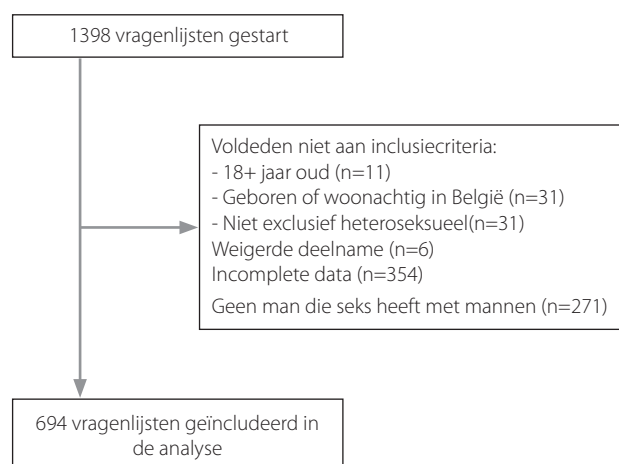 1398 vragenlijsten gestart
Voldeden niet aan inclusiecriteria:
- 18+ jaar oud (n=11)
- Geboren of woonachtig in België (n=31)
- Niet exclusief heteroseksueel(n=31)
Weigerde deelname (n=6)
Incomplete data (n=354)
Geen man die seks heeft met mannen (n=271)
694 vragenlijsten geïncludeerd in
de analyse